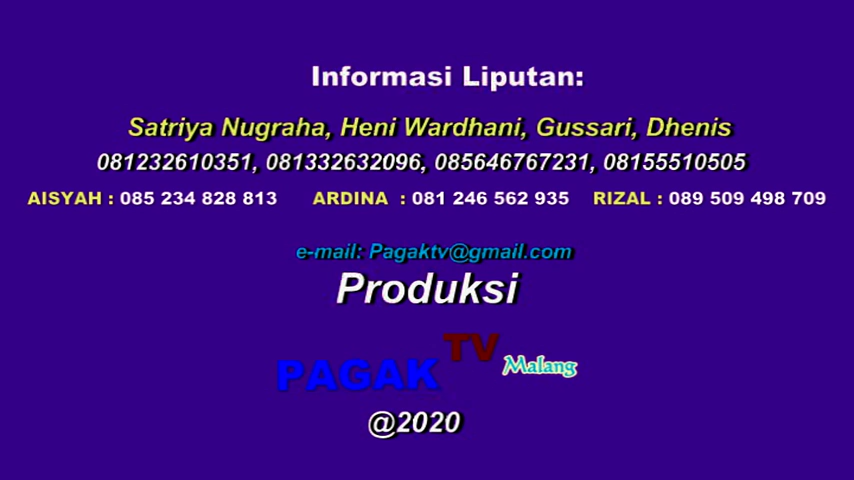 Informasi Liputan:
Satriya Nugraha, Heni Wardhani, Gussari, Dhenis
081232610351, 081332632096, 085646767231, 08155510505
AISYAH : 085 234 828 813 ARDINA : 081 246 562 935 RIZAL : 089 509 498 709
e-mail: Pagaktv@gmail.com
Produksi
PAGAK TV Malang
@2020